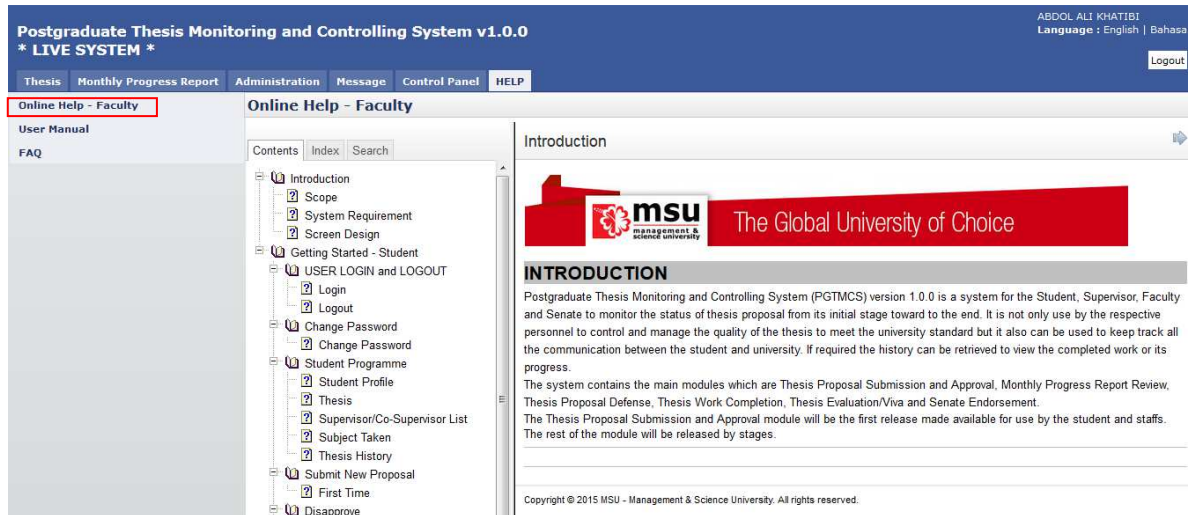 Postgraduate Thesis Monitoring and Controlling System v1.0.0
* LIVE SYSTEM *
ABDOL ALI KHATIBI
Language : English | Bahasa
Logout
Thesis Monthly Progress Report Administration Message Control Panel HELP
Online Help - Faculty
User Manual
FAQ
Online Help - Faculty
Contents Index Search
Introduction
Scope
System Requirement
Screen Design
Getting Started - Student
USER LOGIN and LOGOUT
Login
Logout
Change Password
Change Password
Student Programme
Student Profile
Thesis
Supervisor/Co-Supervisor List
Subject Taken
Thesis History
Submit New Proposal
First Time
Disapprove
Introduction
msu
management &
science university
The Global University of Choice
INTRODUCTION
Postgraduate Thesis Monitoring and Controlling System (PGTMCS) version 1.0.0 is a system for the Student, Supervisor, Faculty
and Senate to monitor the status of thesis proposal from its initial stage toward to the end. It is not only use by the respective
personnel to control and manage the quality of the thesis to meet the university standard but it also can be used to keep track all
the communication between the student and university. If required the history can be retrieved to view the completed work or its
progress.
The system contains the main modules which are Thesis Proposal Submission and Approval, Monthly Progress Report Review,
Thesis Proposal Defense, Thesis Work Completion, Thesis Evaluation/Viva and Senate Endorsement.
The Thesis Proposal Submission and Approval module will be the first release made available for use by the student and staffs.
The rest of the module will be released by stages.
Copyright © 2015 MSU - Management & Science University. All rights reserved.